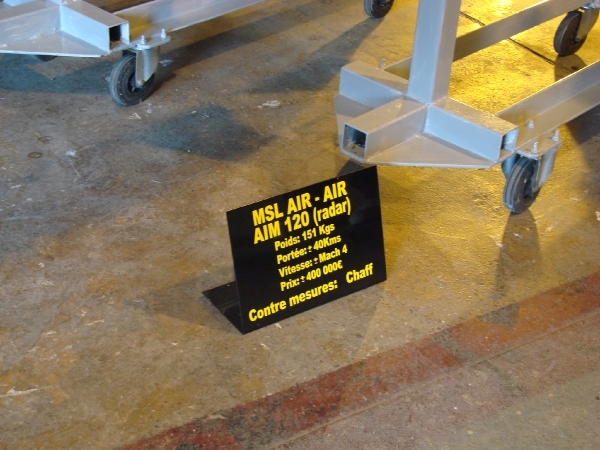 MSL AIR - AIR
AIM 120 (radar)
Poids: 151 Kgs
Portée: ± 40Kms
Vitesse: ± Mach 4
Prix: ± 400 000€
Contre mesures: Chaff